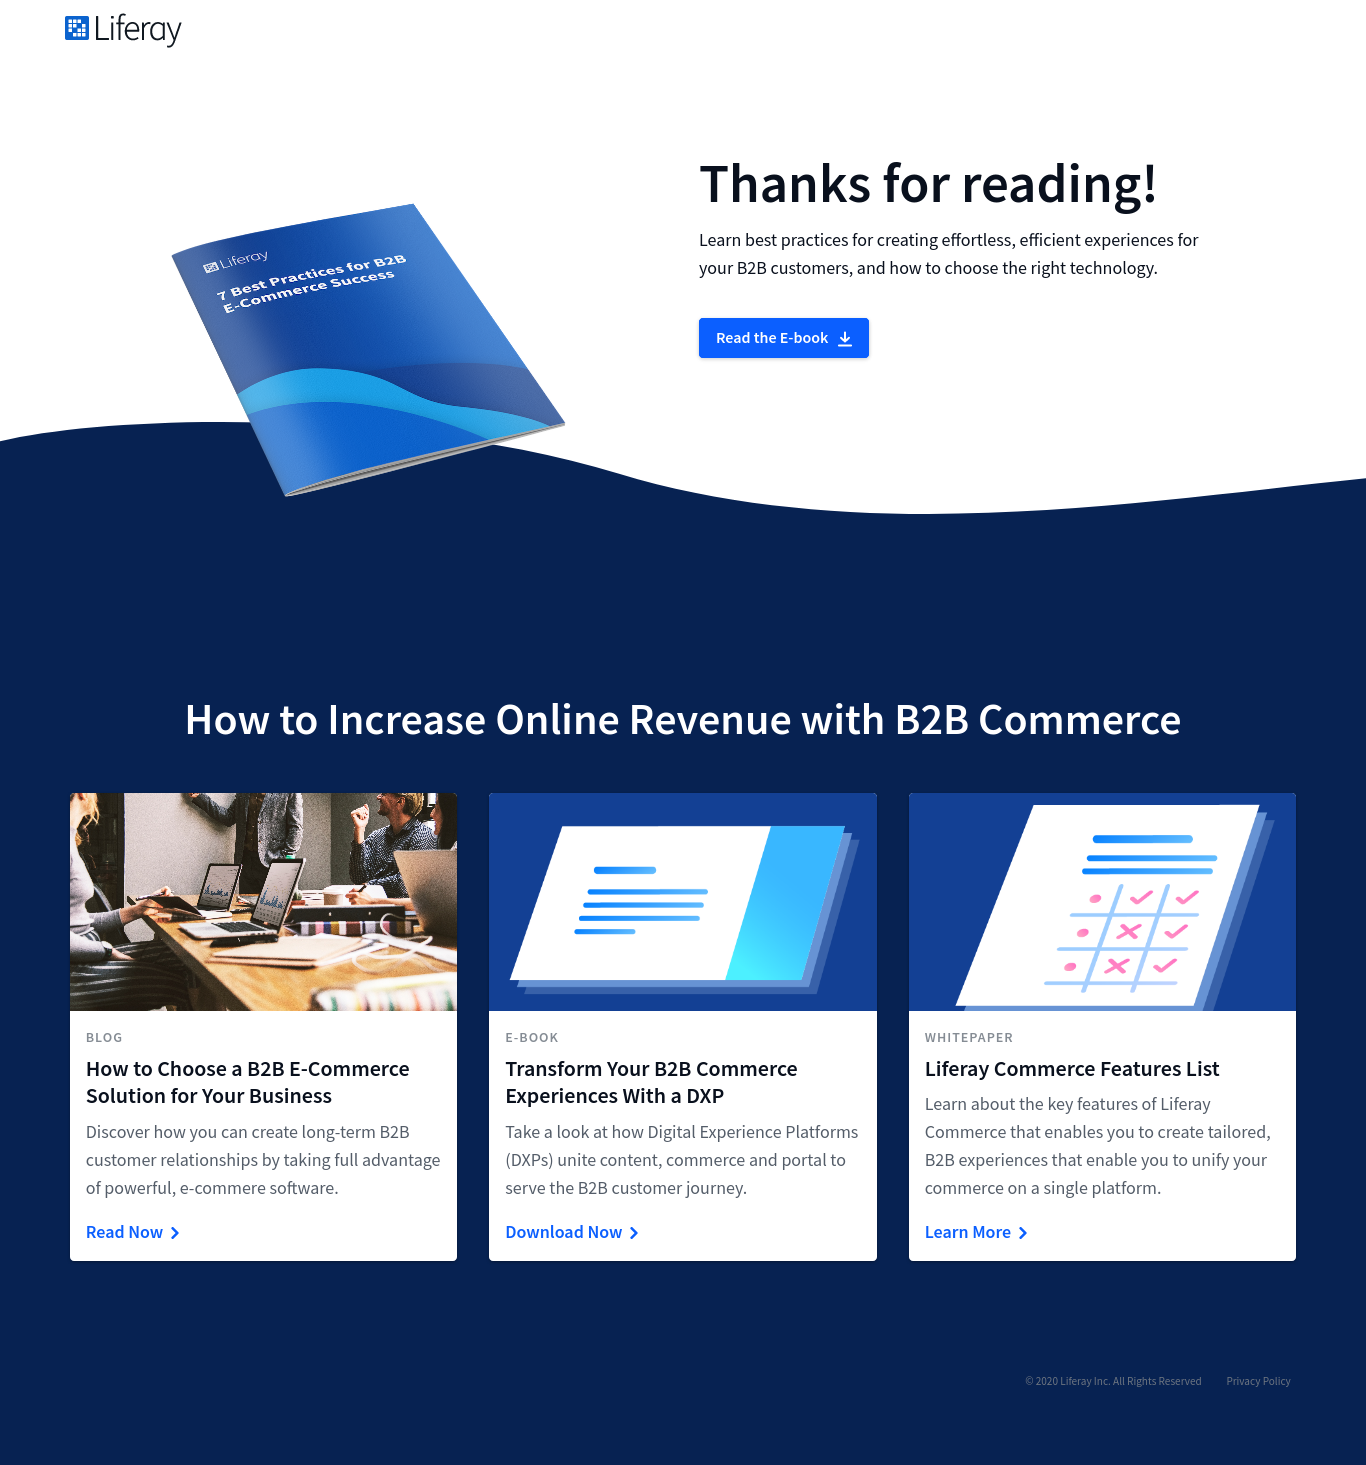 Liferay
Thanks for reading!
Learn best practices for creating effortless, efficient experiences for
your B2B customers, and how to choose the right technology.
Read the E-book
Liferay
7 Best Practices for B2B
E-Commerce Success
How to Increase Online Revenue with B2B Commerce
BLOG
How to Choose a B2B E-Commerce
Solution for Your Business
Discover how you can create long-term B2B
customer relationships by taking full advantage
of powerful, e-commere software.
Read Now
E-BOOK
Transform Your B2B Commerce
Experiences With a DXP
Take a look at how Digital Experience Platforms
(DXPs) unite content, commerce and portal to
serve the B2B customer journey.
Download Now
WHITEPAPER
Liferay Commerce Features List
Learn about the key features of Liferay
Commerce that enables you to create tailored,
B2B experiences that enable you to unify your
commerce on a single platform.
Learn More
© 2020 Liferay Inc. All Rights Reserved
Privacy Policy